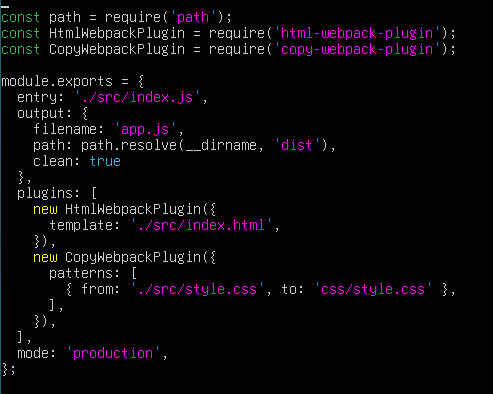 const path = require('path');
const HtmlWebpackPlugin = require('html-webpack-plugin');
const CopyWebpackPlugin = require('copy-webpack-plugin');

module.exports = {
  entry: './src/index.js',
  output: {
    filename: 'app.js',
    path: path.resolve(__dirname, 'dist'),
    clean: true
  },
  plugins: [
    new HtmlWebpackPlugin({
      template: './src/index.html',
    }),
    new CopyWebpackPlugin({
      patterns: [
        { from: './src/style.css', to: 'css/style.css' },
      ],
    }),
  ],
  mode: 'production',
};